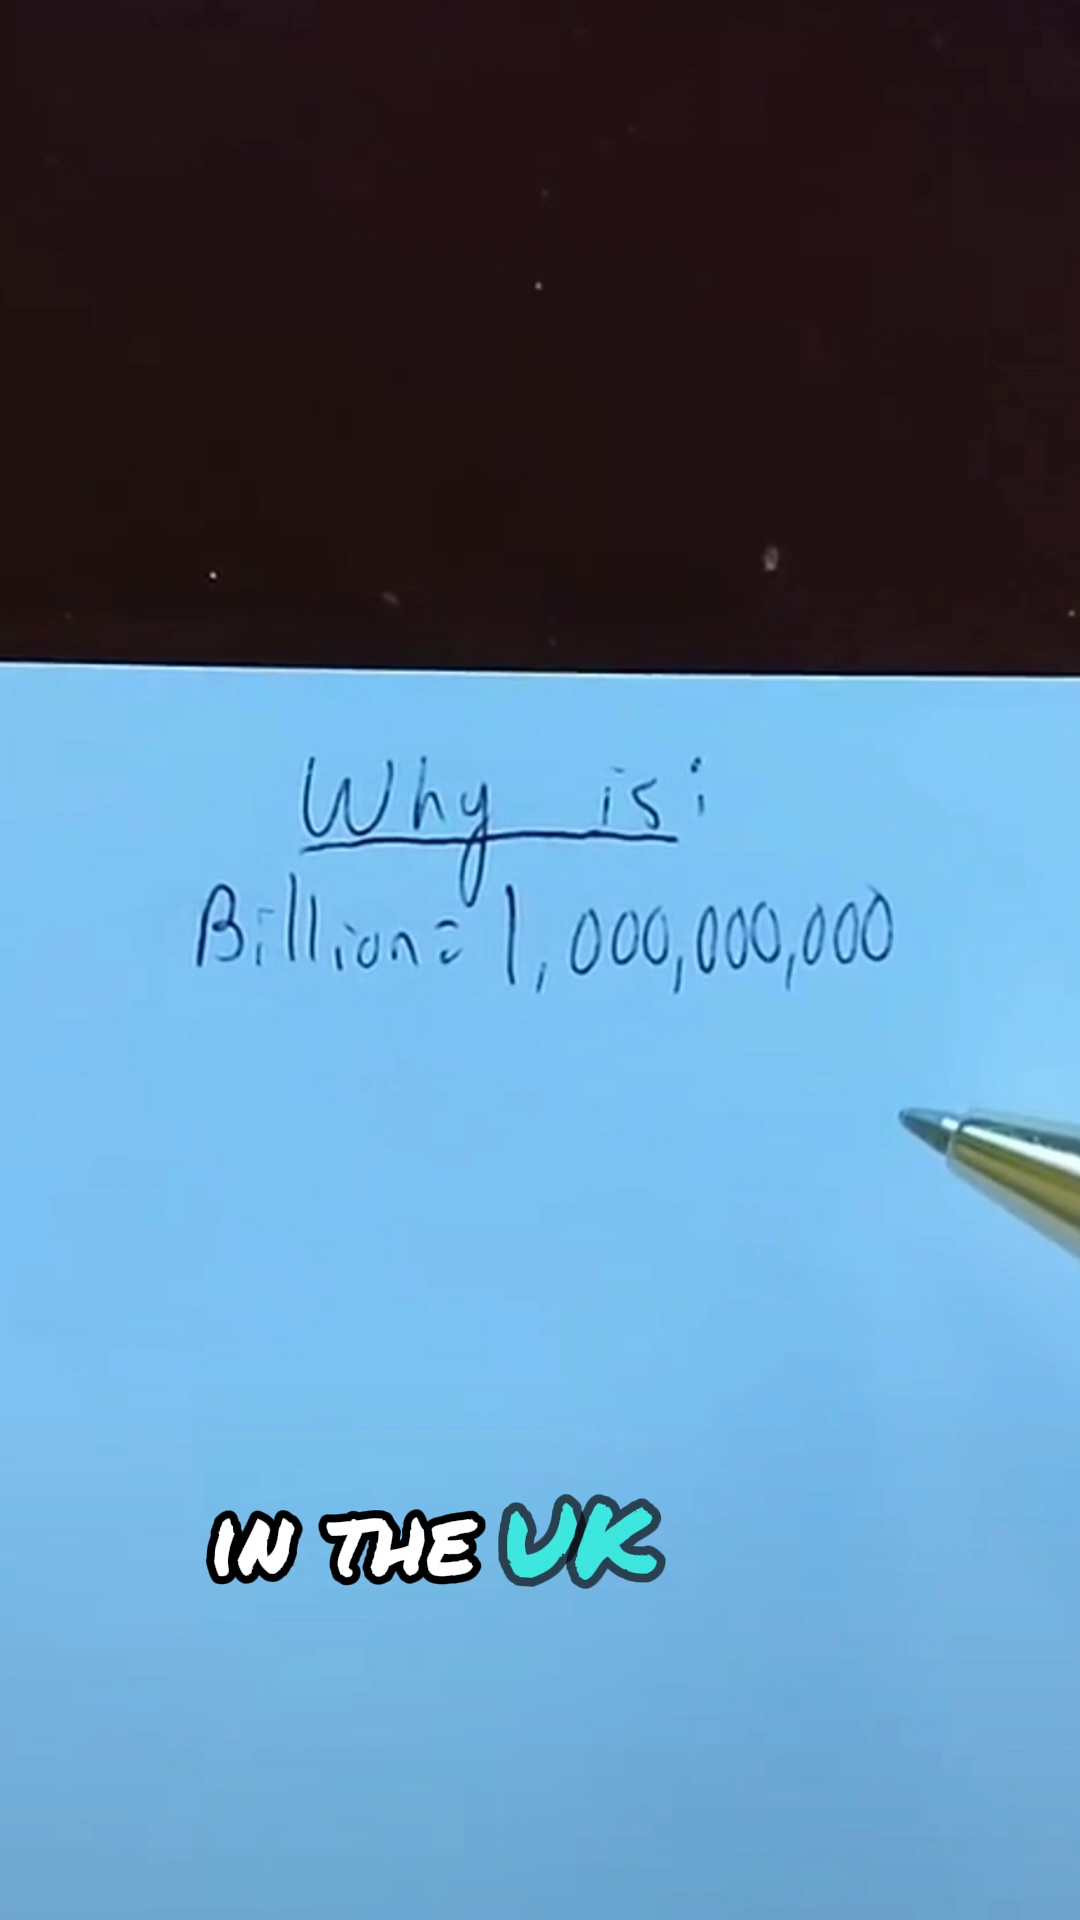 Why is:
Billion = 1,000,000,000
IN THE UK